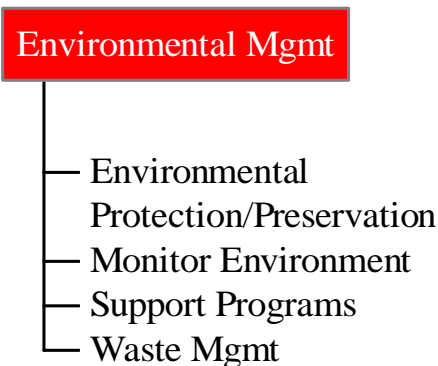 Environmental Mgmt
Environmental
Protection/Preservation
Monitor Environment
Support Programs
Waste Mgmt